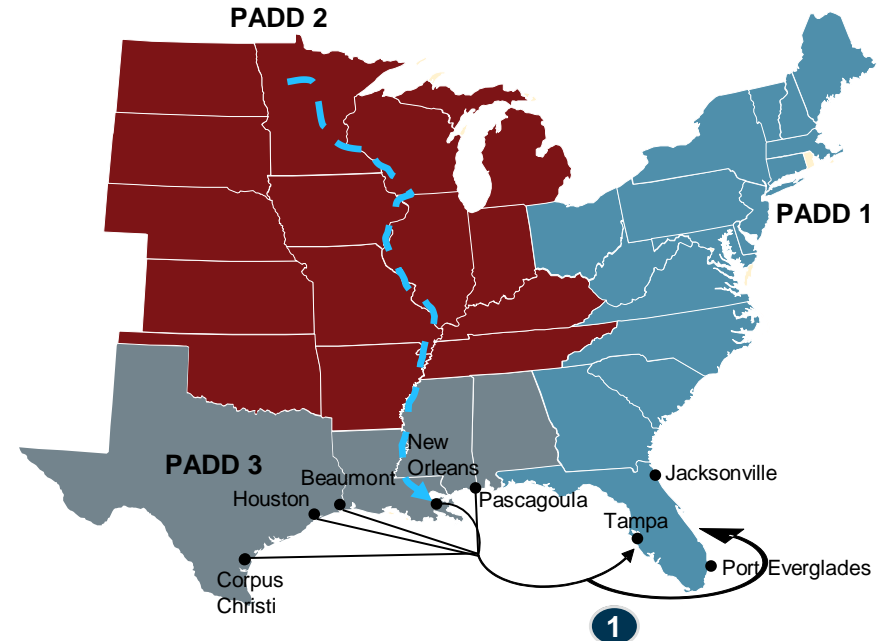 PADD 2
PADD 1
PADD 3
New
Orleans
Beaumont
Houston
Pascagoula
Jacksonville
Tampa
Port Everglades
Corpus
Christi
1